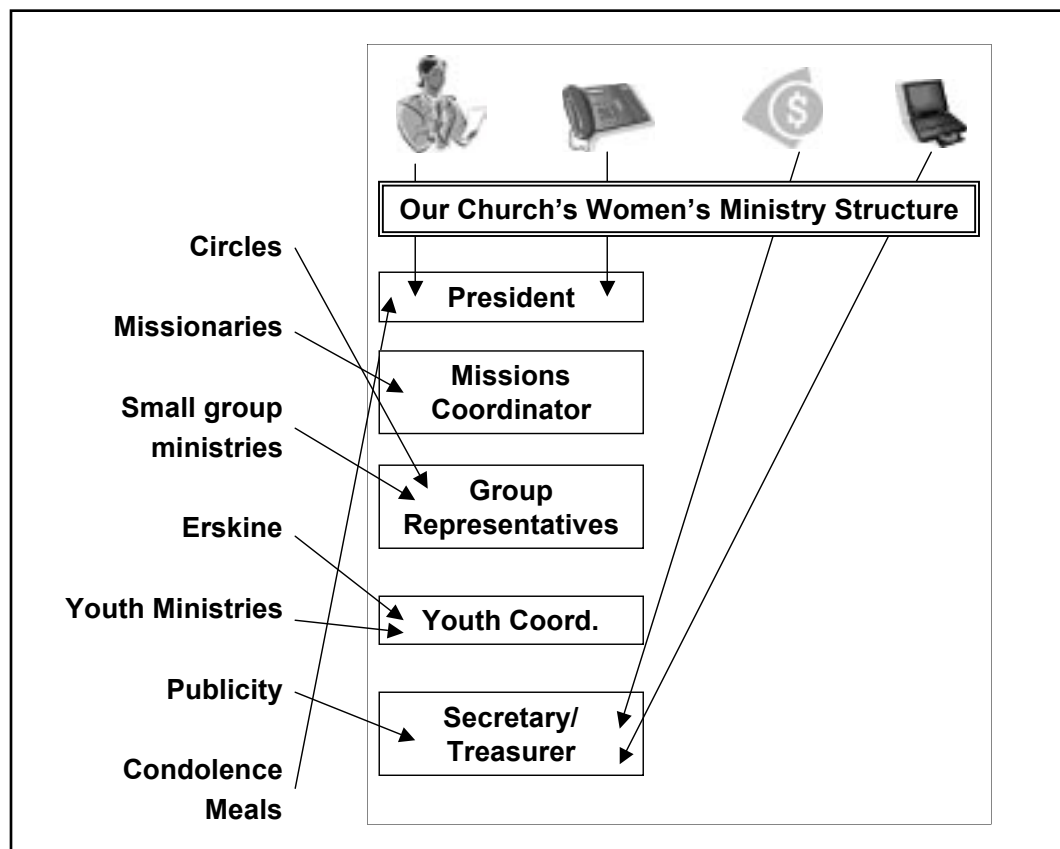 Our Church’s Women’s Ministry Structure
Circles
President
Missionaries
Missions
Coordinator
Small group
ministries
Group
Representatives
Erskine
Youth Ministries
Youth Coord.
Publicity
Secretary/
Treasurer
Condolence
Meals
$